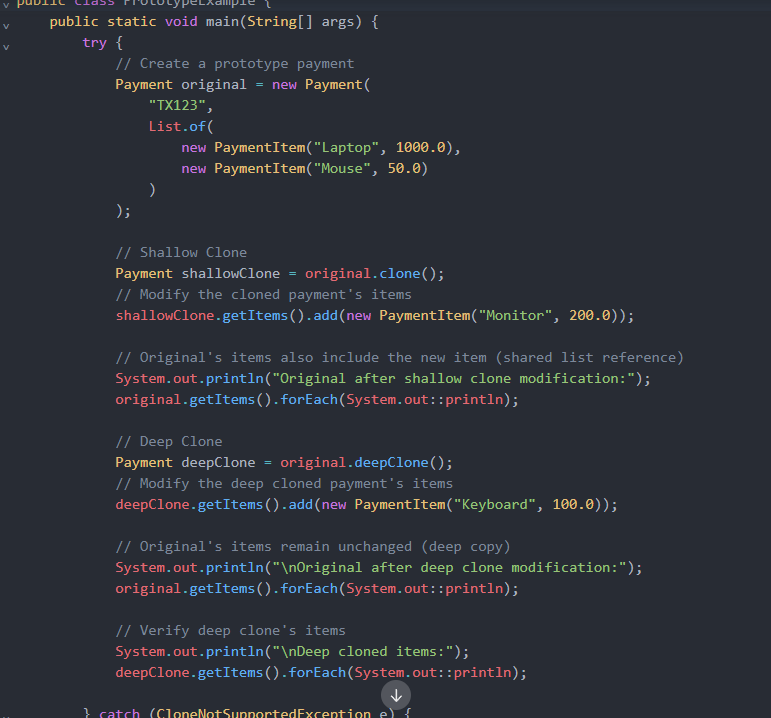 public class PrototypeExample {
    public static void main(String[] args) {
        try {
            // Create a prototype payment
            Payment original = new Payment(
                "TX123",
                List.of(
                    new PaymentItem("Laptop", 1000.0),
                    new PaymentItem("Mouse", 50.0)
                )
            );

            // Shallow Clone
            Payment shallowClone = original.clone();
            // Modify the cloned payment's items
            shallowClone.getItems().add(new PaymentItem("Monitor", 200.0));

            // Original's items also include the new item (shared list reference)
            System.out.println("Original after shallow clone modification:");
            original.getItems().forEach(System.out::println);

            // Deep Clone
            Payment deepClone = original.deepClone();
            // Modify the deep cloned payment's items
            deepClone.getItems().add(new PaymentItem("Keyboard", 100.0));

            // Original's items remain unchanged (deep copy)
            System.out.println("\nOriginal after deep clone modification:");
            original.getItems().forEach(System.out::println);

            // Verify deep clone's items
            System.out.println("\nDeep cloned items:");
            deepClone.getItems().forEach(System.out::println);

        } catch (CloneNotSupportedException e) {